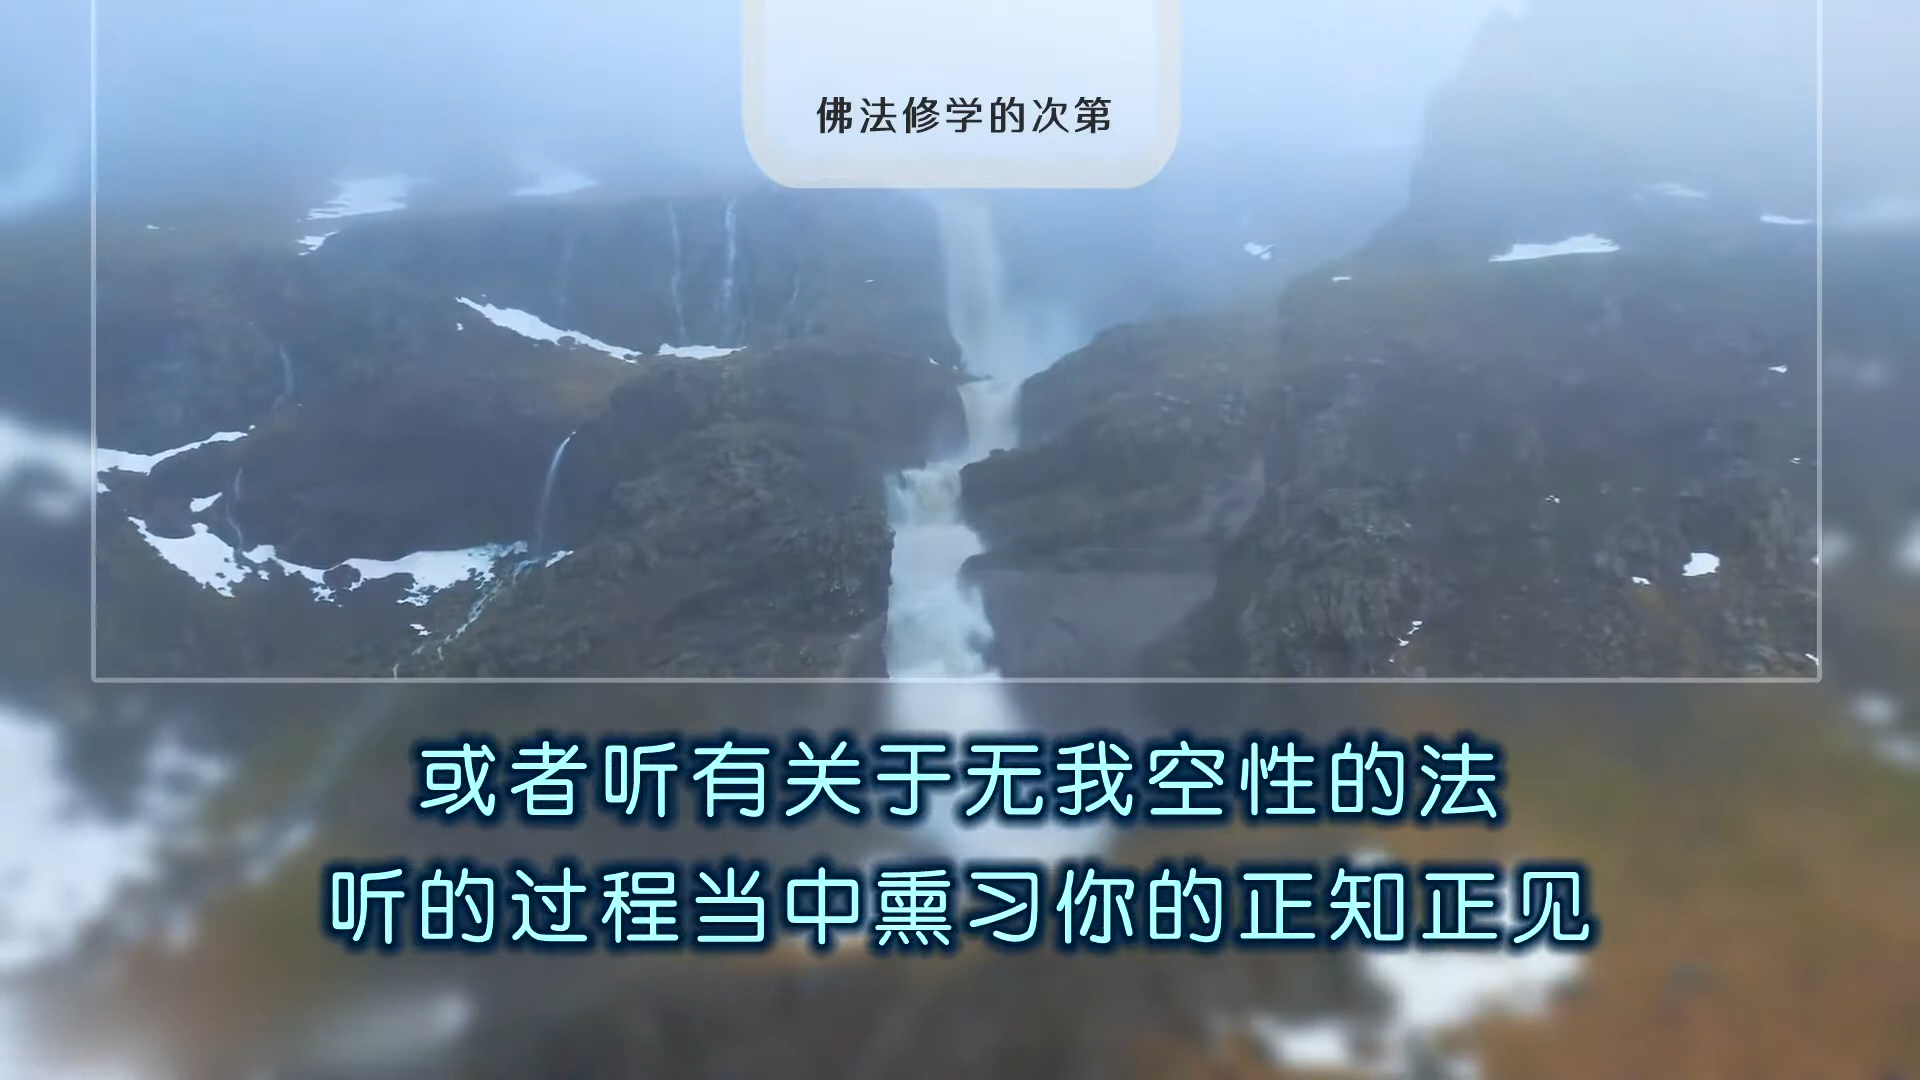 佛法修学的次第
或者听有关于无我空性的法
听的过程当中熏习你的正知正见